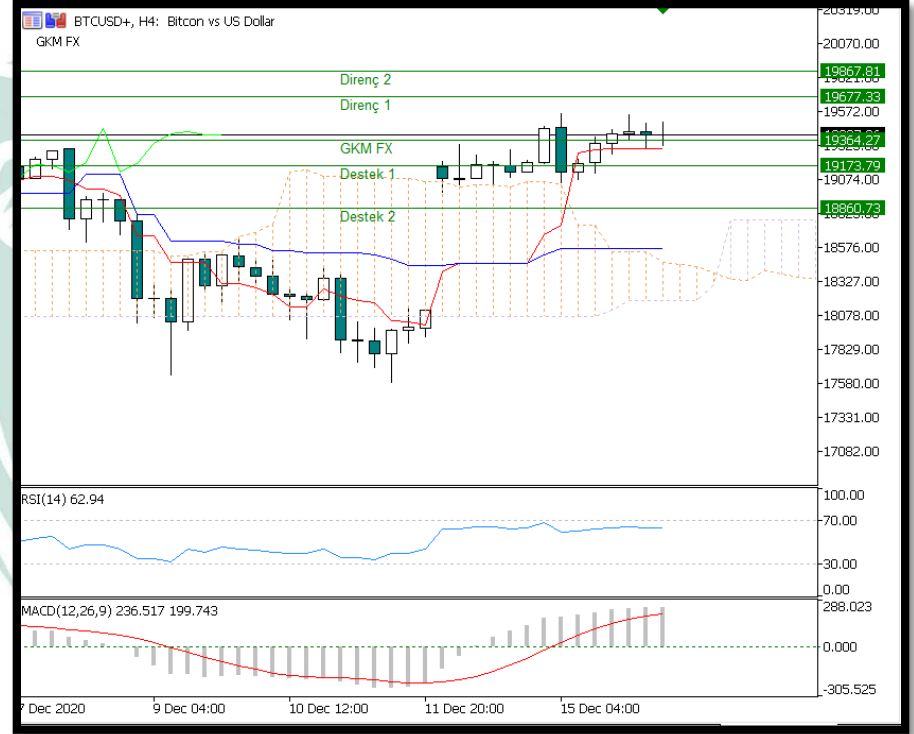 BTCUSD+, H4: Bitcon vs US Dollar
GKM FX
20319.00
20070.00
19867.81
Direnç 2
19677.33
Direnç 1
19572.00
19364.27
GKM FX
19173.79
Destek 1
19074.00
18860.73
Destek 2
18576.00
18327.00
18078.00
17829.00
17580.00
17331.00
17082.00
RSI(14) 62.94
100.00
70.00
30.00
0.00
MACD(12,26,9) 236.517 199.743
288.023
0.000
-305.525
7 Dec 2020 9 Dec 04:00 10 Dec 12:00 11 Dec 20:00 15 Dec 04:00